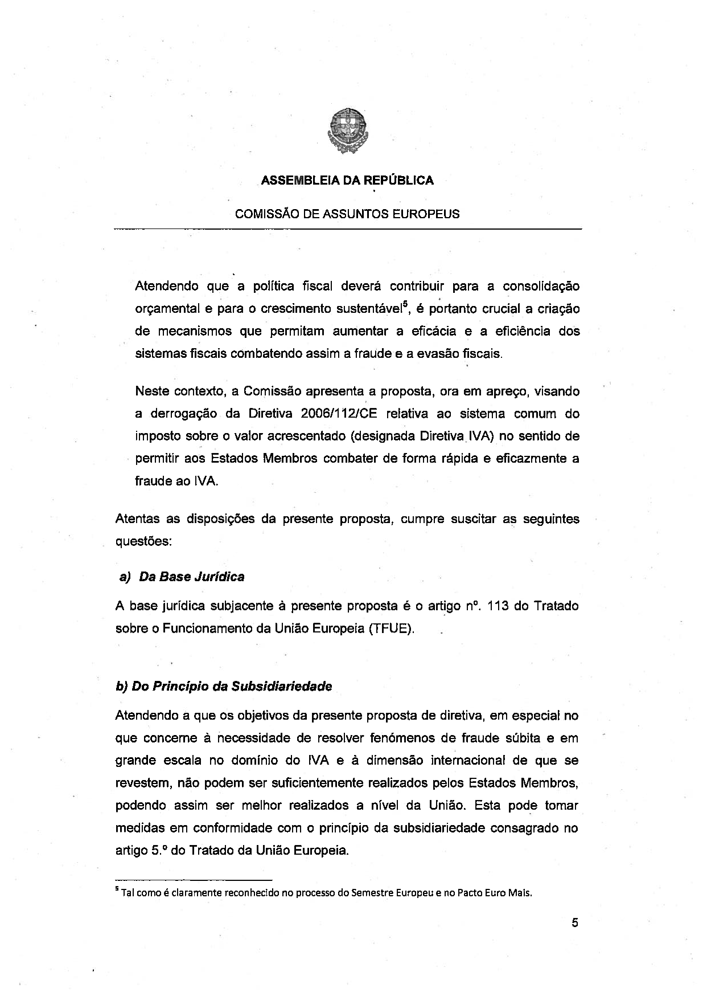 ASSEMBLEIA DA REPÚBLICA
COMISSÃO DE ASSUNTOS EUROPEUS
Atendendo que a política fiscal deverá contribuir para a consolidação
orçamental e para o crescimento sustentável⁵, é portanto crucial a criação
de mecanismos que permitam aumentar a eficácia e a eficiência dos
sistemas fiscais combatendo assim a fraude e a evasão fiscais.
Neste contexto, a Comissão apresenta a proposta, ora em apreço, visando
a derrogação da Diretiva 2006/112/CE relativa ao sistema comum do
imposto sobre o valor acrescentado (designada Diretiva IVA) no sentido de
permitir aos Estados Membros combater de forma rápida e eficazmente a
fraude ao IVA.
Atentas as disposições da presente proposta, cumpre suscitar as seguintes
questões:
a) Da Base Jurídica
A base jurídica subjacente à presente proposta é o artigo nº. 113 do Tratado
sobre o Funcionamento da União Europeia (TFUE).
b) Do Princípio da Subsidiariedade
Atendendo a que os objetivos da presente proposta de diretiva, em especial no
que concerne à necessidade de resolver fenómenos de fraude súbita e em
grande escala no domínio do IVA e à dimensão internacional de que se
revestem, não podem ser suficientemente realizados pelos Estados Membros,
podendo assim ser melhor realizados a nível da União. Esta pode tomar
medidas em conformidade com o princípio da subsidiariedade consagrado no
artigo 5.º do Tratado da União Europeia.
⁵ Tal como é claramente reconhecido no processo do Semestre Europeu e no Pacto Euro Mais.
5